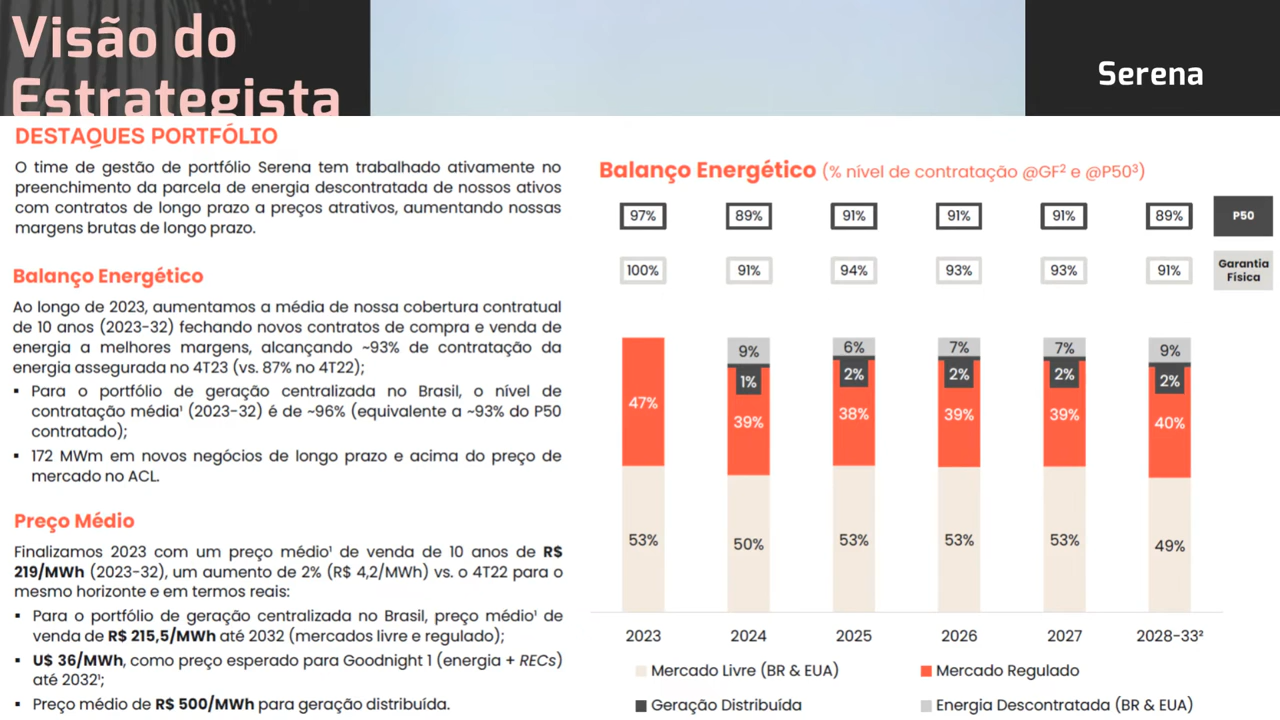 Visão do
Estrategista
Serena
DESTAQUES PORTFÓLIO
O time de gestão de portfólio Serena tem trabalhado ativamente no
preenchimento da parcela de energia descontratada de nossos ativos
com contratos de longo prazo a preços atrativos, aumentando nossas
margens brutas de longo prazo.
Balanço Energético
Ao longo de 2023, aumentamos a média de nossa cobertura contratual
de 10 anos (2023-32) fechando novos contratos de compra e venda de
energia a melhores margens, alcançando ~93% de contratação da
energia assegurada no 4T23 (vs. 87% no 4T22);
▪ Para o portfólio de geração centralizada no Brasil, o nível de
contratação média¹ (2023-32) é de ~96% (equivalente a ~93% do P50
contratado);
▪ 172 MWm em novos negócios de longo prazo e acima do preço de
mercado no ACL.
Preço Médio
Finalizamos 2023 com um preço médio¹ de venda de 10 anos de R$
219/MWh (2023-32), um aumento de 2% (R$ 4,2/MWh) vs. o 4T22 para o
mesmo horizonte e em termos reais:
▪ Para o portfólio de geração centralizada no Brasil, preço médio¹ de
venda de R$ 215,5/MWh até 2032 (mercados livre e regulado);
▪ U$ 36/MWh, como preço esperado para Goodnight 1 (energia + RECs)
até 2032¹;
▪ Preço médio de R$ 500/MWh para geração distribuída.
Balanço Energético (% nível de contratação @GF² e @P50³)
97% 89% 91% 91% 91% 89% P50
100% 91% 94% 93% 93% 91% Garantia
Física
9% 6% 7% 7% 9%
1% 2% 2% 2% 2%
47% 39% 38% 39% 39% 40%
53% 50% 53% 53% 53% 49%
2023 2024 2025 2026 2027 2028-33²
Mercado Livre (BR & EUA) Mercado Regulado
Geração Distribuída Energia Descontratada (BR & EUA)